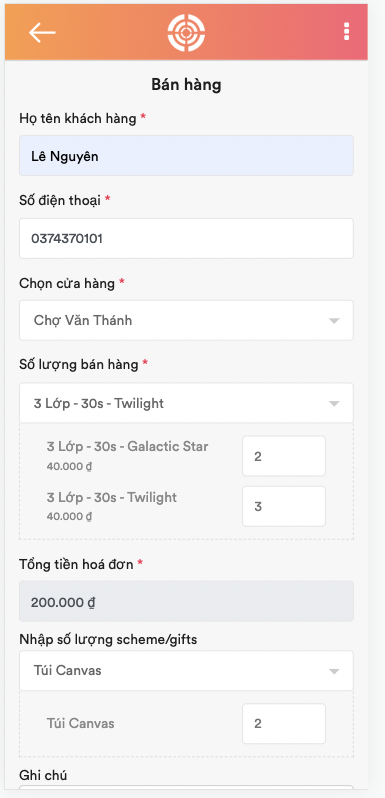 Bán hàng
Họ tên khách hàng *
Lê Nguyên
Số điện thoại *
0374370101
Chọn cửa hàng *
Chợ Văn Thánh
Số lượng bán hàng *
3 Lớp - 30s - Twilight
3 Lớp - 30s - Galactic Star
40.000 ₫
2
3 Lớp - 30s - Twilight
40.000 ₫
3
Tổng tiền hoá đơn *
200.000 ₫
Nhập số lượng scheme/gifts
Túi Canvas
Túi Canvas
2
Ghi chú